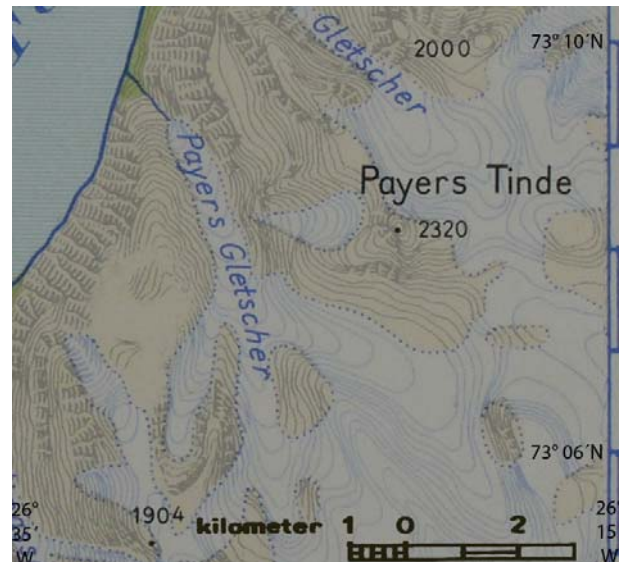 2000
73° 10´N
Gletscher
Payers Tinde
2320
Payers Gletscher
73° 06´N
26°
35´
W
1904
kilometer 1 0 2
26°
15´
W